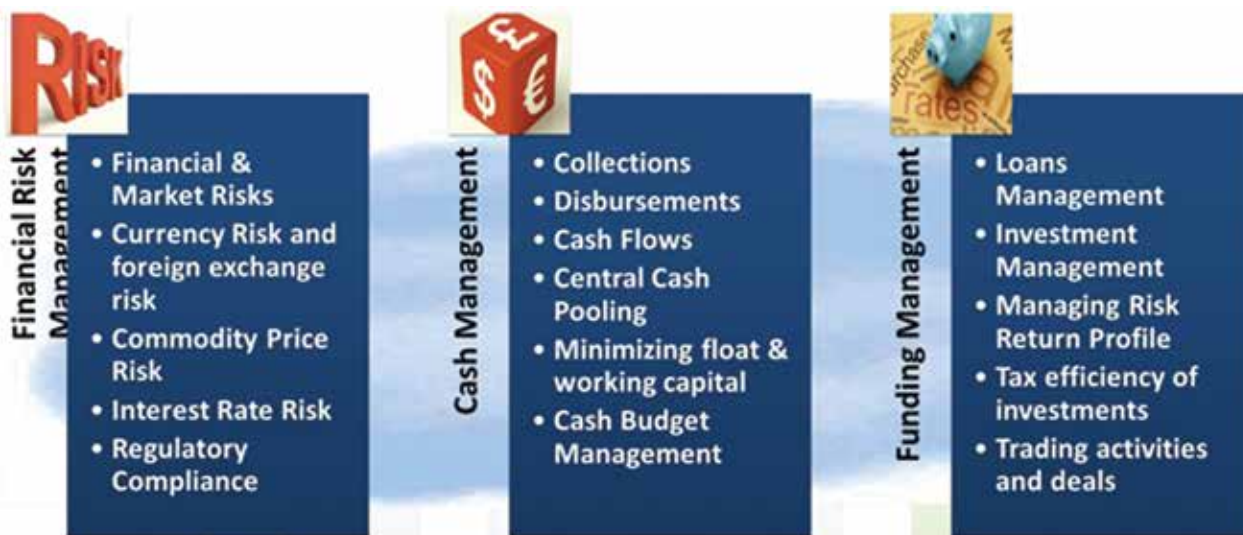 RISK
Financial Risk
Management
• Financial &
Market Risks
• Currency Risk and
foreign exchange
risk
• Commodity Price
Risk
• Interest Rate Risk
• Regulatory
Compliance
£
$ €
Cash Management
• Collections
• Disbursements
• Cash Flows
• Central Cash
Pooling
• Minimizing float &
working capital
• Cash Budget
Management
rates
Funding Management
• Loans
Management
• Investment
Management
• Managing Risk
Return Profile
• Tax efficiency of
investments
• Trading activities
and deals